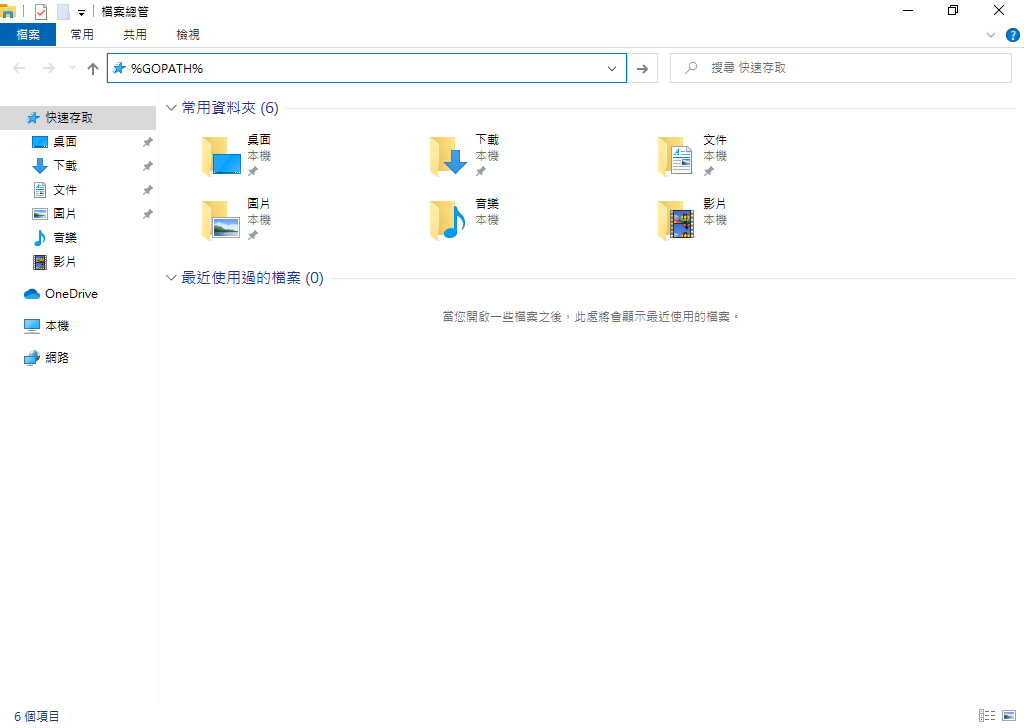 檔案總管
檔案 常用 共用 檢視
%GOPATH%
搜尋 快速存取
快速存取
桌面
下載
文件
圖片
音樂
影片
OneDrive
本機
網路
常用資料夾 (6)
桌面
本機
下載
本機
文件
本機
圖片
本機
音樂
本機
影片
本機
最近使用過的檔案 (0)
當您開啟一些檔案之後，此處將會顯示最近使用的檔案。
6 個項目